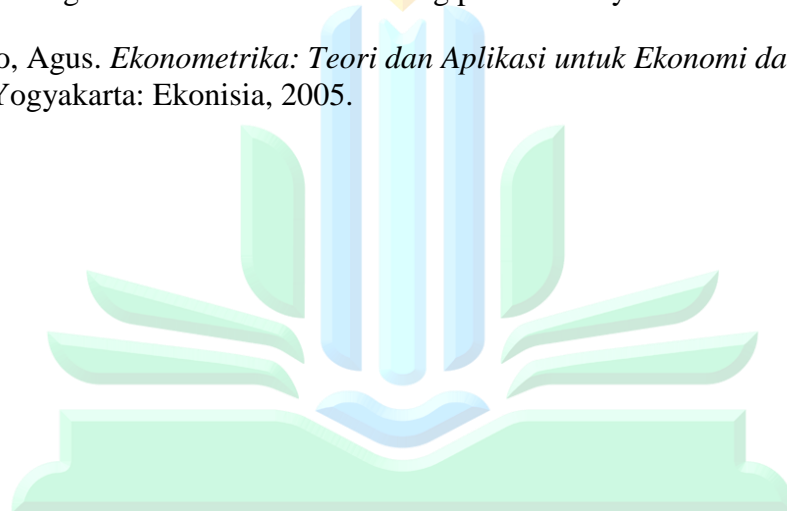 o, Agus. Ekonometrika: Teori dan Aplikasi untuk Ekonomi da
Yogyakarta: Ekonisia, 2005.